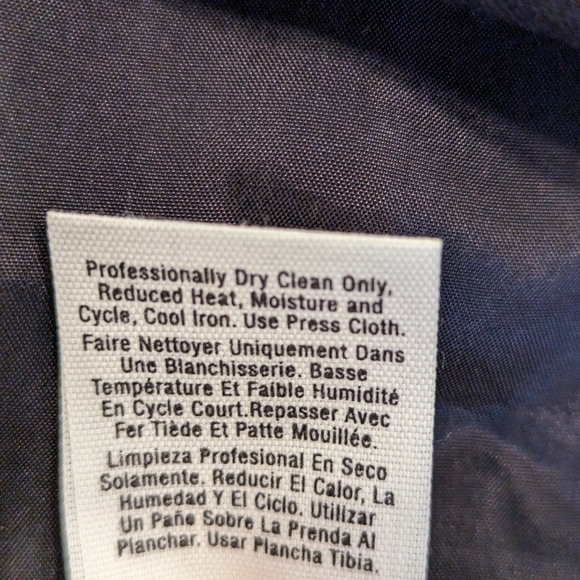 Professionally Dry Clean Only,
Reduced Heat, Moisture and
Cycle, Cool Iron. Use Press Cloth.
Faire Nettoyer Uniquement Dans
Une Blanchisserie. Basse
Température Et Faible Humidité
En Cycle Court.Repasser Avec
Fer Tiède Et Patte Mouillée.
Limpieza Profesional En Seco
Solamente. Reducir El Calor, La
Humedad Y El Ciclo. Utilizar
Un Paño Sobre La Prenda Al
Planchar. Usar Plancha Tibia.